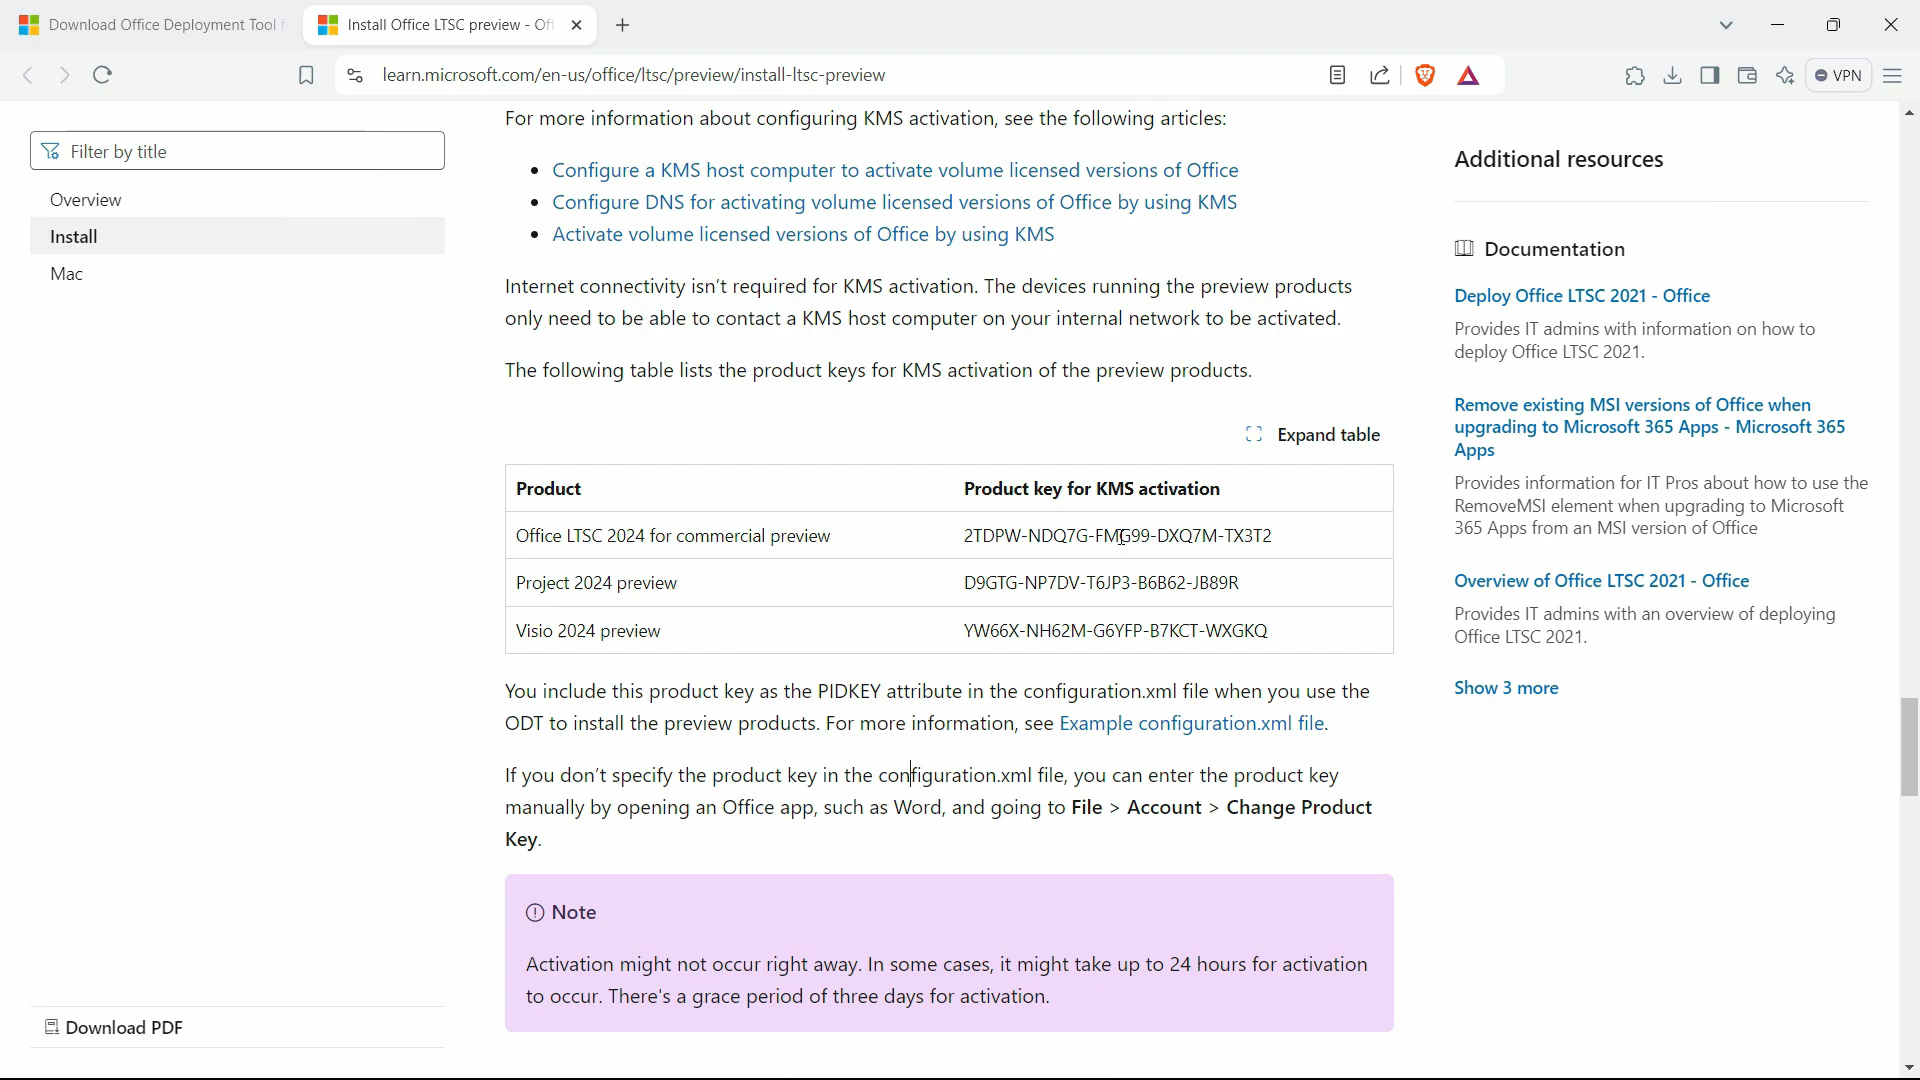 Download Office Deployment Tool f
Install Office LTSC preview - Off
learn.microsoft.com/en-us/office/ltsc/preview/install-ltsc-preview
VPN
Filter by title
Overview
Install
Mac
Download PDF
For more information about configuring KMS activation, see the following articles:
Configure a KMS host computer to activate volume licensed versions of Office
Configure DNS for activating volume licensed versions of Office by using KMS
Activate volume licensed versions of Office by using KMS
Internet connectivity isn't required for KMS activation. The devices running the preview products
only need to be able to contact a KMS host computer on your internal network to be activated.
The following table lists the product keys for KMS activation of the preview products.
Expand table
Product Product key for KMS activation
Office LTSC 2024 for commercial preview 2TDPW-NDQ7G-FMG99-DXQ7M-TX3T2
Project 2024 preview D9GTG-NP7DV-T6JP3-B6B62-JB89R
Visio 2024 preview YW66X-NH62M-G6YFP-B7KCT-WXGKQ
You include this product key as the PIDKEY attribute in the configuration.xml file when you use the
ODT to install the preview products. For more information, see Example configuration.xml file.
If you don't specify the product key in the configuration.xml file, you can enter the product key
manually by opening an Office app, such as Word, and going to File > Account > Change Product
Key.
Note
Activation might not occur right away. In some cases, it might take up to 24 hours for activation
to occur. There's a grace period of three days for activation.
Additional resources
Documentation
Deploy Office LTSC 2021 - Office
Provides IT admins with information on how to
deploy Office LTSC 2021.
Remove existing MSI versions of Office when
upgrading to Microsoft 365 Apps - Microsoft 365
Apps
Provides information for IT Pros about how to use the
RemoveMSI element when upgrading to Microsoft
365 Apps from an MSI version of Office
Overview of Office LTSC 2021 - Office
Provides IT admins with an overview of deploying
Office LTSC 2021.
Show 3 more